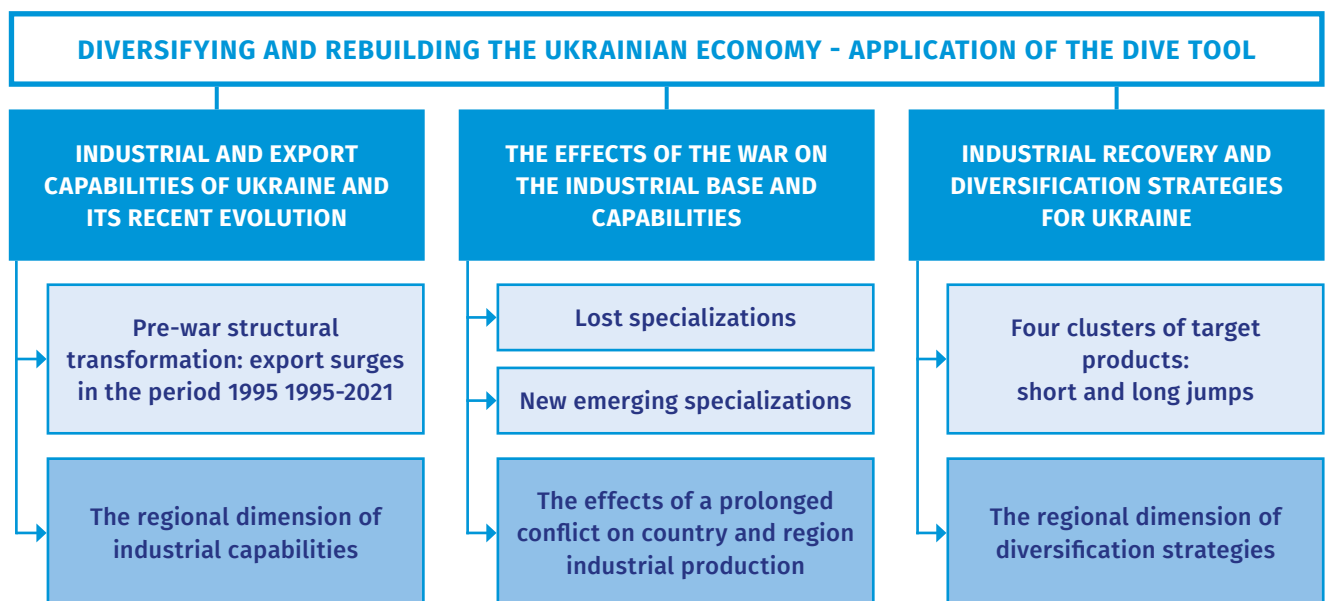 DIVERSIFYING AND REBUILDING THE UKRAINIAN ECONOMY - APPLICATION OF THE DIVE TOOL
INDUSTRIAL AND EXPORT
CAPABILITIES OF UKRAINE AND
ITS RECENT EVOLUTION
Pre-war structural
transformation: export surges
in the period 1995 1995-2021
The regional dimension of
industrial capabilities
THE EFFECTS OF THE WAR ON
THE INDUSTRIAL BASE AND
CAPABILITIES
Lost specializations
New emerging specializations
The effects of a prolonged
conflict on country and region
industrial production
INDUSTRIAL RECOVERY AND
DIVERSIFICATION STRATEGIES
FOR UKRAINE
Four clusters of target
products:
short and long jumps
The regional dimension of
diversification strategies